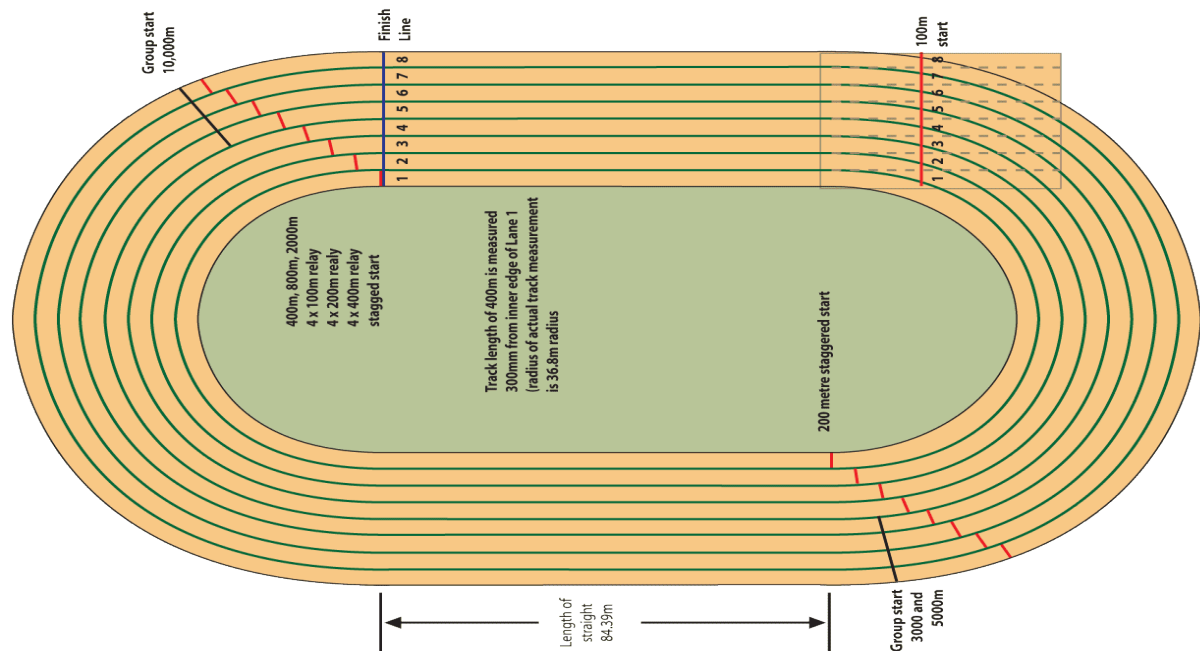 Group start
10,000m
Finish
Line
8
7
6
5
4
3
2
1
100m
start
8
7
6
5
4
3
2
1
400m, 800m, 2000m
4 x 100m relay
4 x 200m realy
4 x 400m relay
stagged start
Track length of 400m is measured
300mm from inner edge of Lane 1
(radius of actual track measurement
is 36.8m radius
200 metre staggered start
Length of
straight
84.39m
Group start
3000 and
5000m